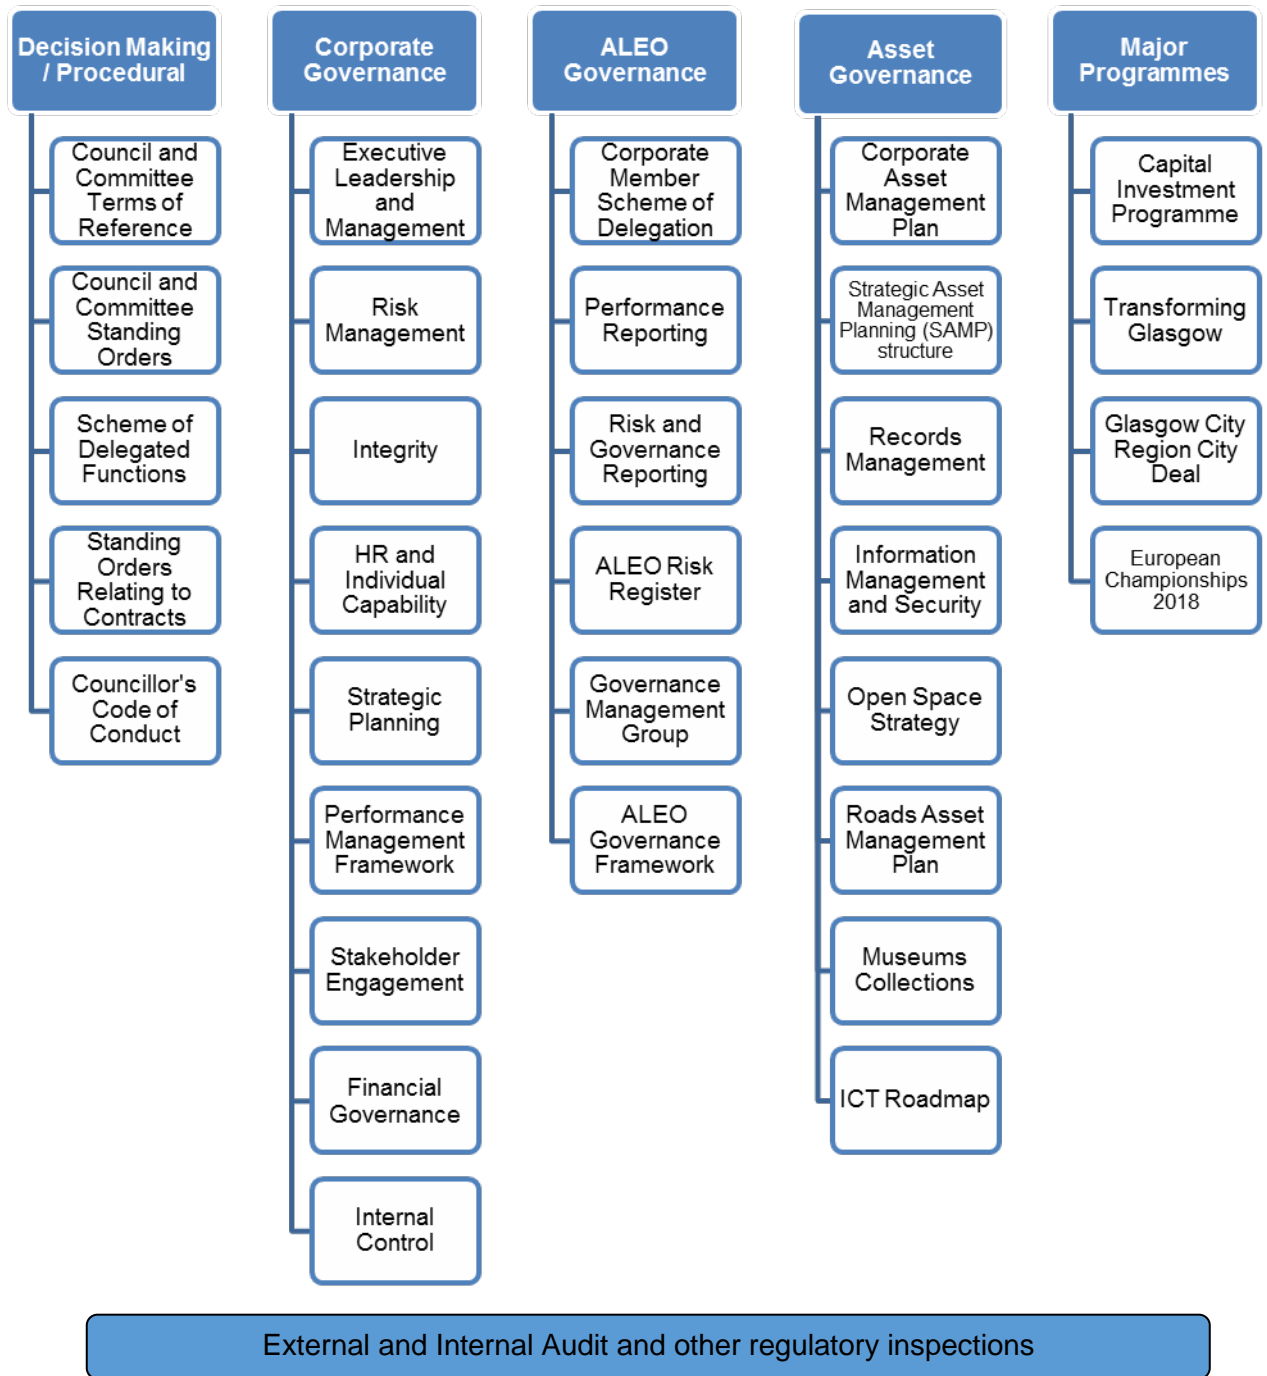 Decision Making
/ Procedural
Council and
Committee
Terms of
Reference
Council and
Committee
Standing
Orders
Scheme of
Delegated
Functions
Standing
Orders
Relating to
Contracts
Councillor's
Code of
Conduct
Corporate
Governance
Executive
Leadership
and
Management
Risk
Management
Integrity
HR and
Individual
Capability
Strategic
Planning
Performance
Management
Framework
Stakeholder
Engagement
Financial
Governance
Internal
Control
ALEO
Governance
Corporate
Member
Scheme of
Delegation
Performance
Reporting
Risk and
Governance
Reporting
ALEO Risk
Register
Governance
Management
Group
ALEO
Governance
Framework
Asset
Governance
Corporate
Asset
Management
Plan
Strategic Asset
Management
Planning (SAMP)
structure
Records
Management
Information
Management
and Security
Open Space
Strategy
Roads Asset
Management
Plan
Museums
Collections
ICT Roadmap
Major
Programmes
Capital
Investment
Programme
Transforming
Glasgow
Glasgow City
Region City
Deal
European
Championships
2018
External and Internal Audit and other regulatory inspections